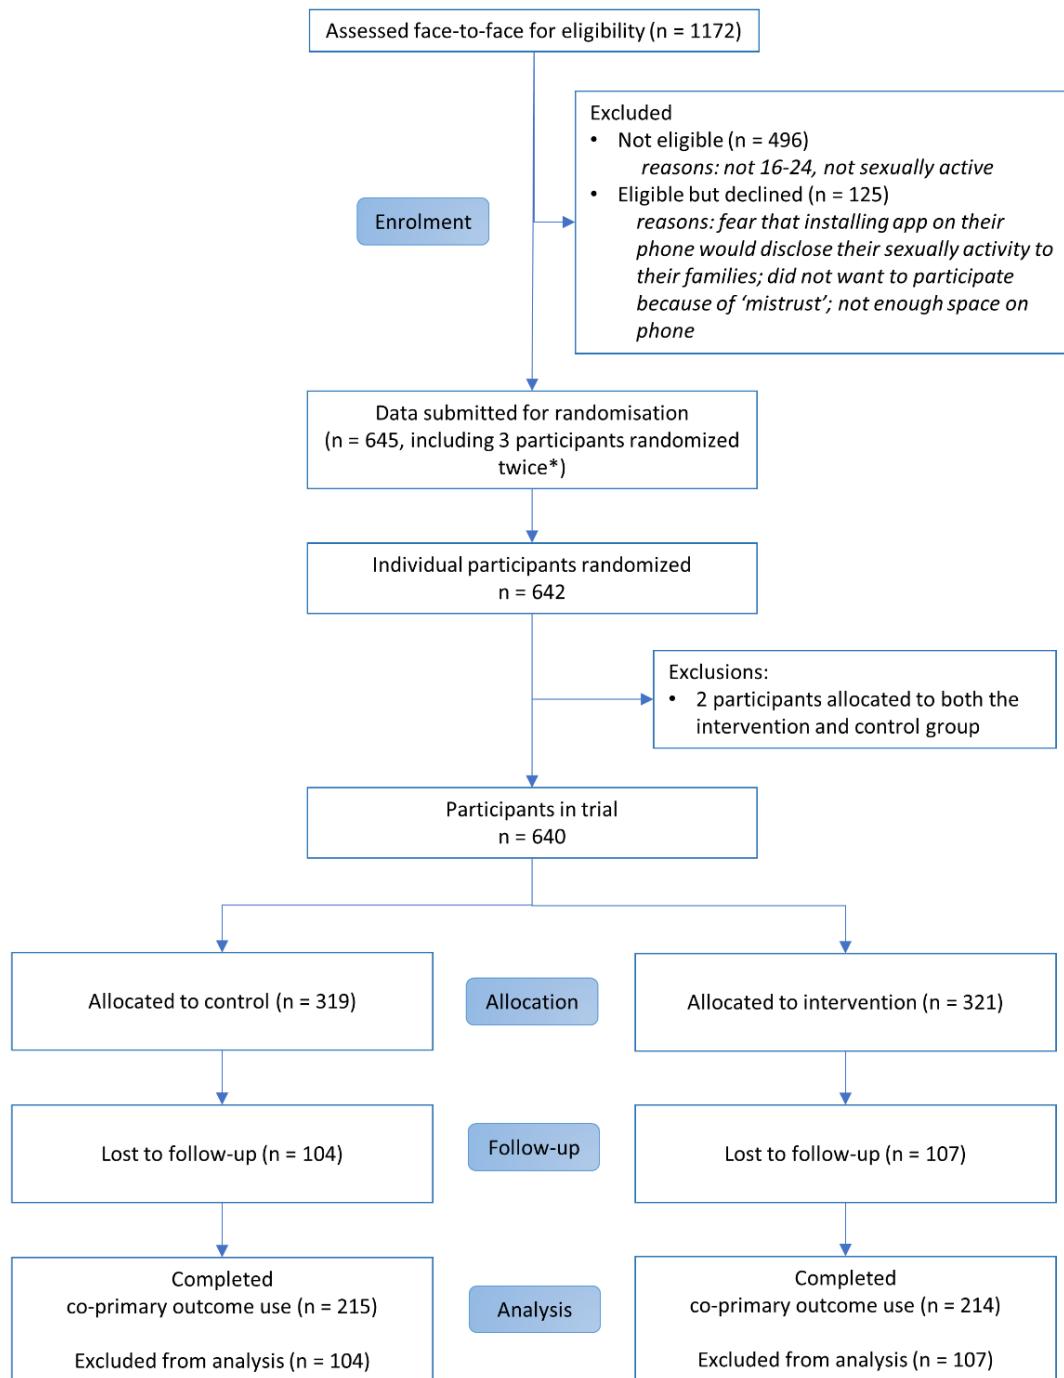 Assessed face-to-face for eligibility (n = 1172)
Excluded
• Not eligible (n = 496)
reasons: not 16-24, not sexually active
• Eligible but declined (n = 125)
reasons: fear that installing app on their
phone would disclose their sexually activity to
their families; did not want to participate
because of ‘mistrust’; not enough space on
phone
Enrolment
Data submitted for randomisation
(n = 645, including 3 participants randomized
twice*)
Individual participants randomized
n = 642
Exclusions:
• 2 participants allocated to both the
intervention and control group
Participants in trial
n = 640
Allocated to control (n = 319)
Allocation
Allocated to intervention (n = 321)
Lost to follow-up (n = 104)
Follow-up
Lost to follow-up (n = 107)
Completed
co-primary outcome use (n = 215)
Excluded from analysis (n = 104)
Analysis
Completed
co-primary outcome use (n = 214)
Excluded from analysis (n = 107)